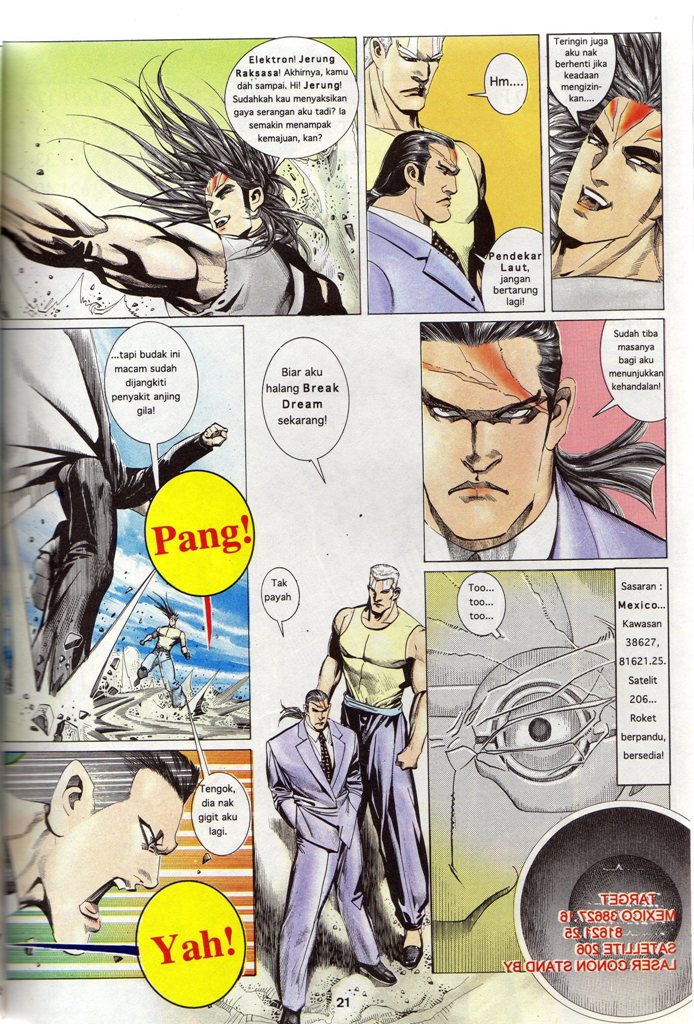 Elektron! Jerung
Raksasa! Akhirnya, kamu
dah sampai. Hi! Jerung!
Sudahkah kau menyaksikan
gaya serangan aku tadi? Ia
semakin menampak
kemajuan, kan?
Hm....
Pendekar
Laut,
jangan
bertarung
lagi!
Teringin juga
aku nak
berhenti jika
keadaan
mengizin-
kan....
...tapi budak ini
macam sudah
dijangkiti
penyakit anjing
gila!
Pang!
Biar aku
halang Break
Dream
sekarang!
Sudah tiba
masanya
bagi aku
menunjukkan
kehandalan!
Tengok,
dia nak
gigit aku
lagi.
Yah!
Tak
payah
Too...
too...
too...
Sasaran :
Mexico...
Kawasan
38627,
81621.25.
Satelit
206...
Roket
berpandu,
bersedia!
TARGET
MEXICO 38627.16
81621.25
SATELLITE 206
LASER CONON STAND BY
21